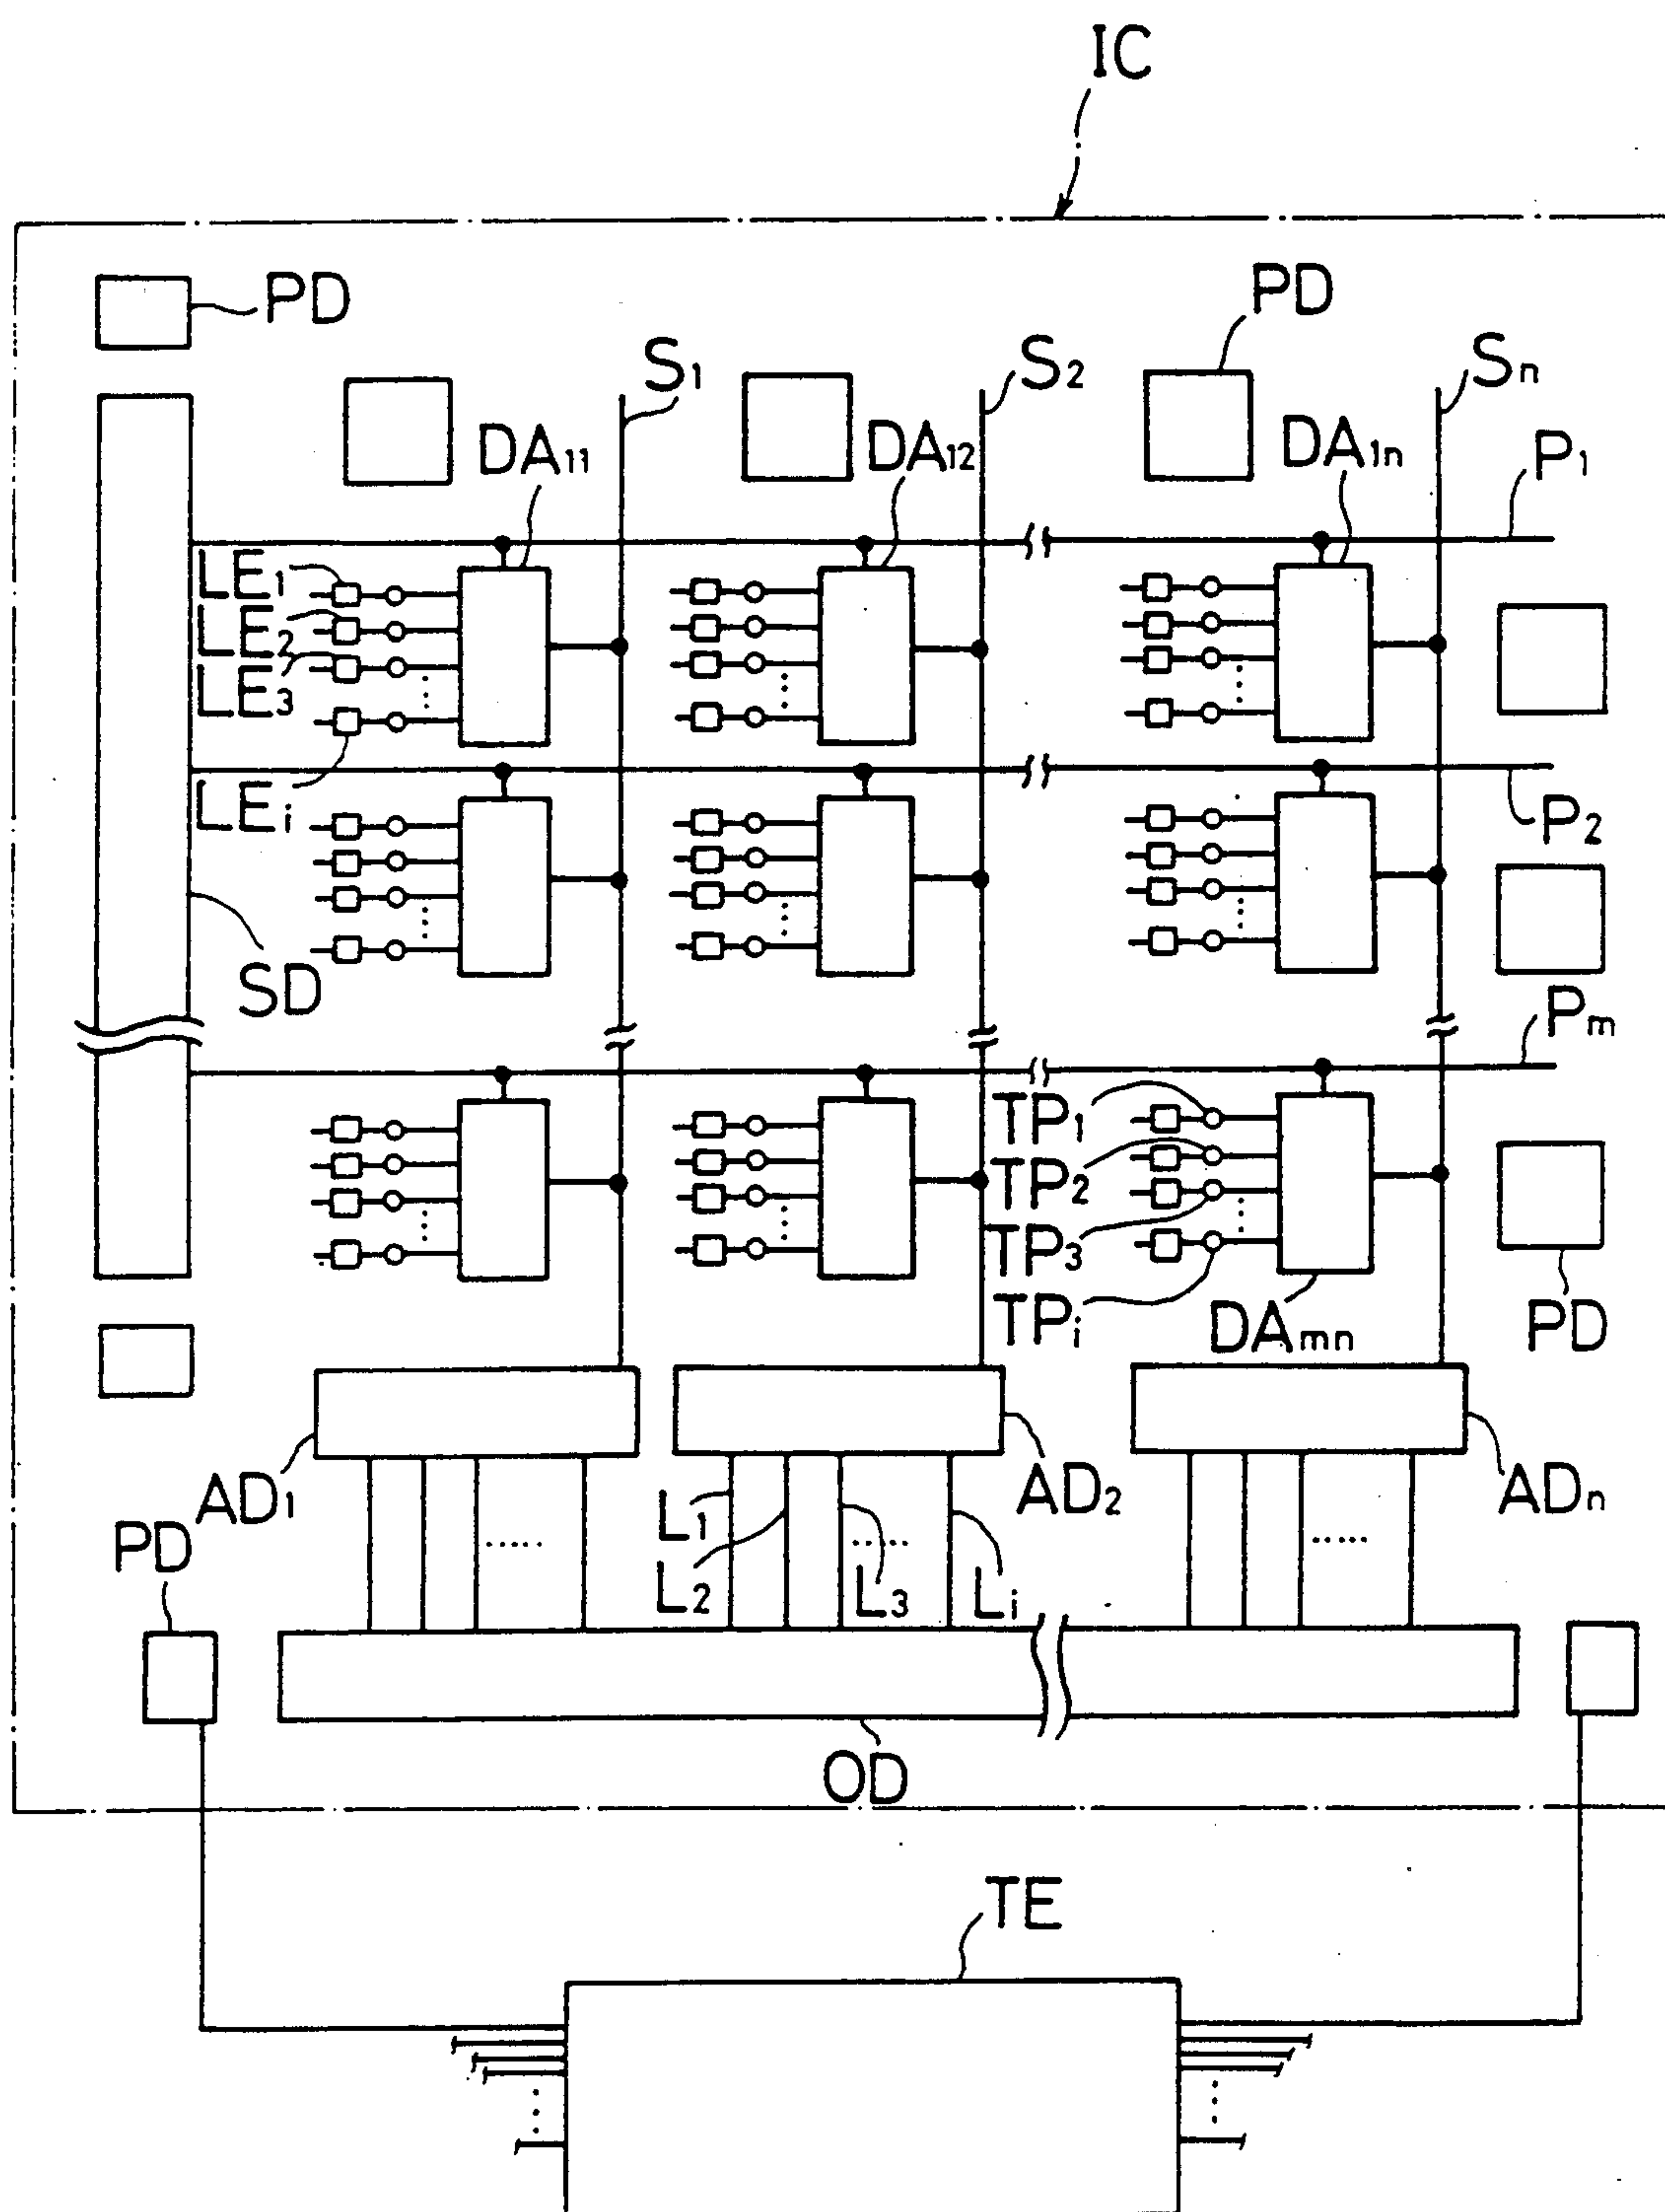 IC
PD
PD
S1
S2
Sn
DA11
DA12
DA1n
P1
LE1
LE2
LE3
LEi
P2
SD
Pm
TP1
TP2
TP3
TPi
DAmn
PD
AD1
L1
AD2
ADn
PD
L2
L3
Li
OD
TE